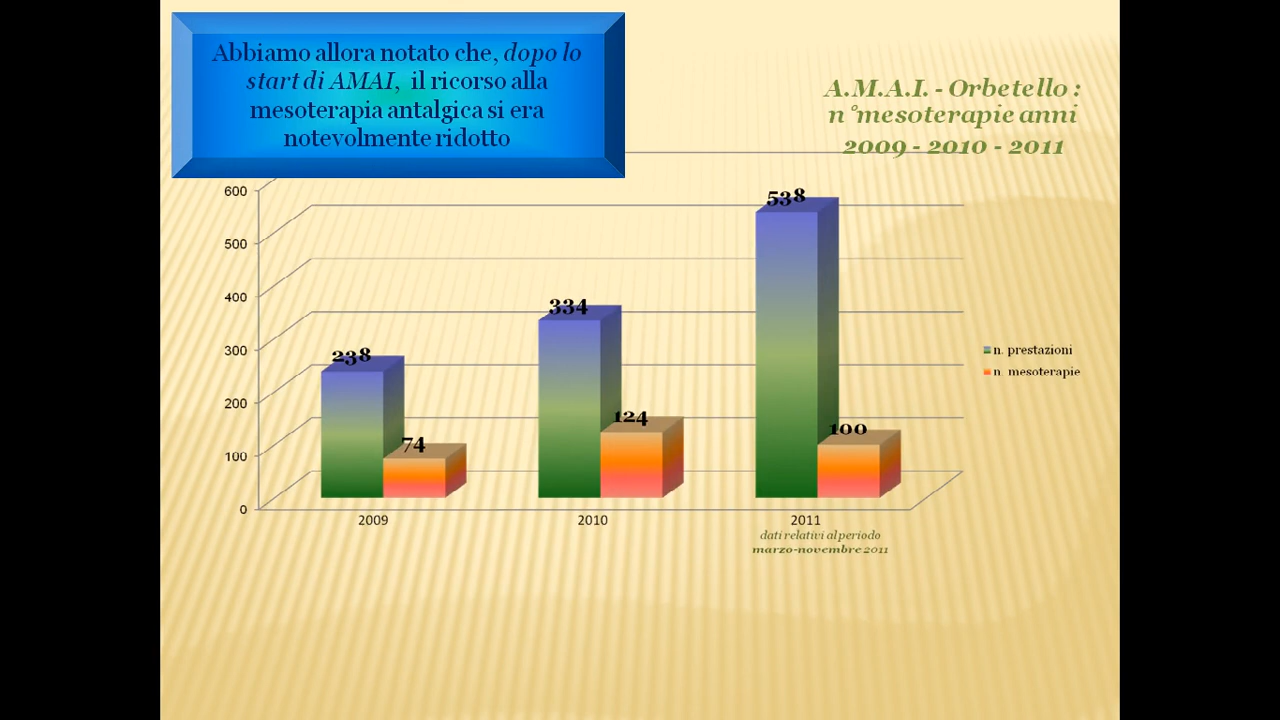 Abbiamo allora notato che, dopo lo
start di AMAI, il ricorso alla
mesoterapia antalgica si era
notevolmente ridotto
A.M.A.I. - Orbetello :
n°mesoterapie anni
2009 - 2010 - 2011
600
500
400
300
200
100
0
238
74
334
124
538
100
2009
2010
2011
dati relativi al periodo
marzo-novembre 2011
n. prestazioni
n. mesoterapie